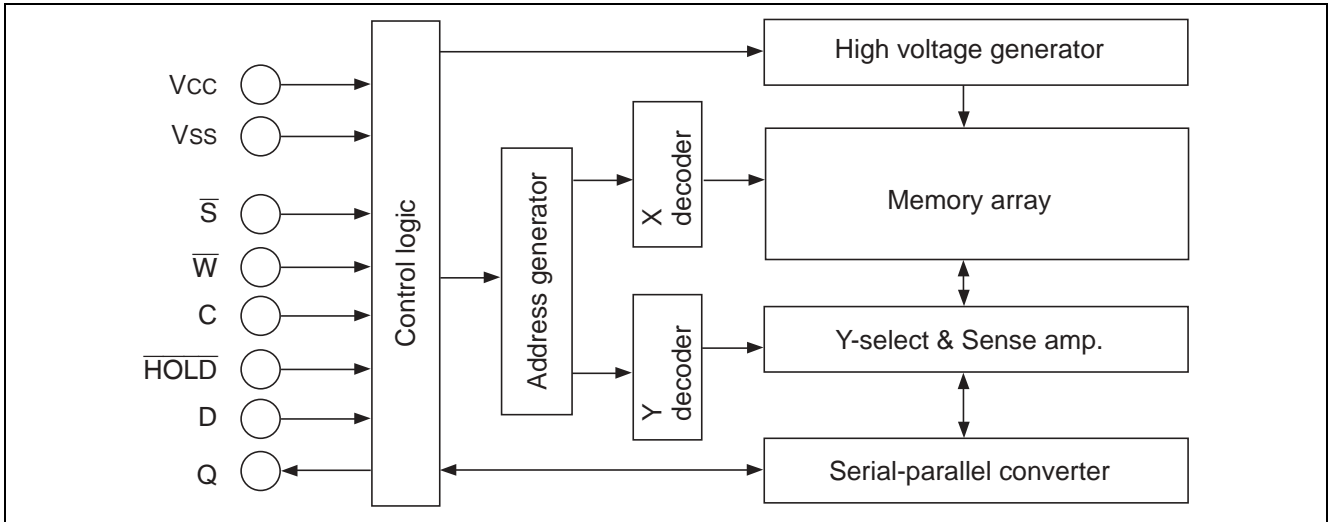 VCC
VSS
S̅
W̅
C
H̅O̅L̅D̅
D
Q
Control logic
Address generator
X
decoder
Y
decoder
High voltage generator
Memory array
Y-select & Sense amp.
Serial-parallel converter